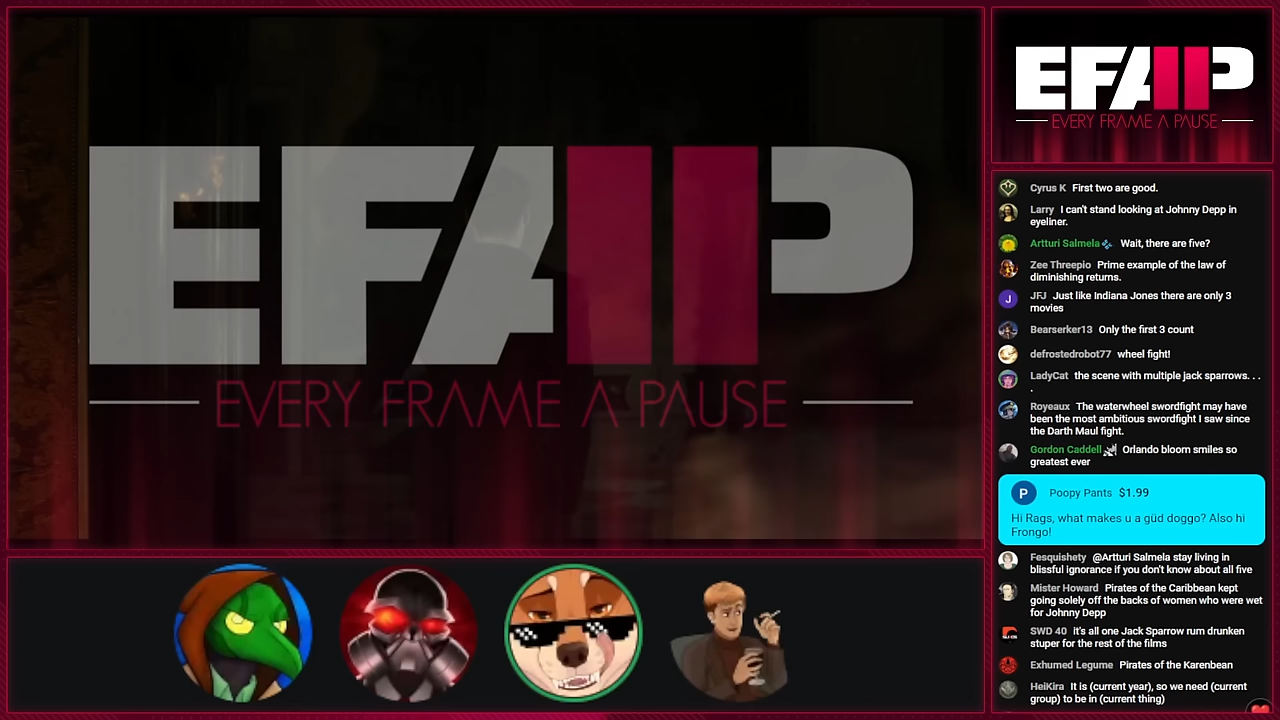 EFAP
EVERY FRAME A PAUSE
EFAP
EVERY FRAME A PAUSE
Cyrus K First two are good.
Larry I can't stand looking at Johnny Depp in
eyeliner.
Artturi Salmela Wait, there are five?
Zee Threepio Prime example of the law of
diminishing returns.
J JFJ Just like Indiana Jones there are only 3
movies
Bearserker13 Only the first 3 count
defrostedrobot77 wheel fight!
LadyCat the scene with multiple jack sparrows. . .
.
Royeaux The waterwheel swordfight may have
been the most ambitious swordfight I saw since
the Darth Maul fight.
Gordon Caddell Orlando bloom smiles so
greatest ever
P Poopy Pants $1.99
Hi Rags, what makes u a güd doggo? Also hi
Frongo!
Fesquishety @Artturi Salmela stay living in
blissful ignorance if you don't know about all five
Mister Howard Pirates of the Caribbean kept
going solely off the backs of women who were wet
for Johnny Depp
SWD 40 it's all one Jack Sparrow rum drunken
stuper for the rest of the films
Exhumed Legume Pirates of the Karenbean
HeiKira It is (current year), so we need (current
group) to be in (current thing)